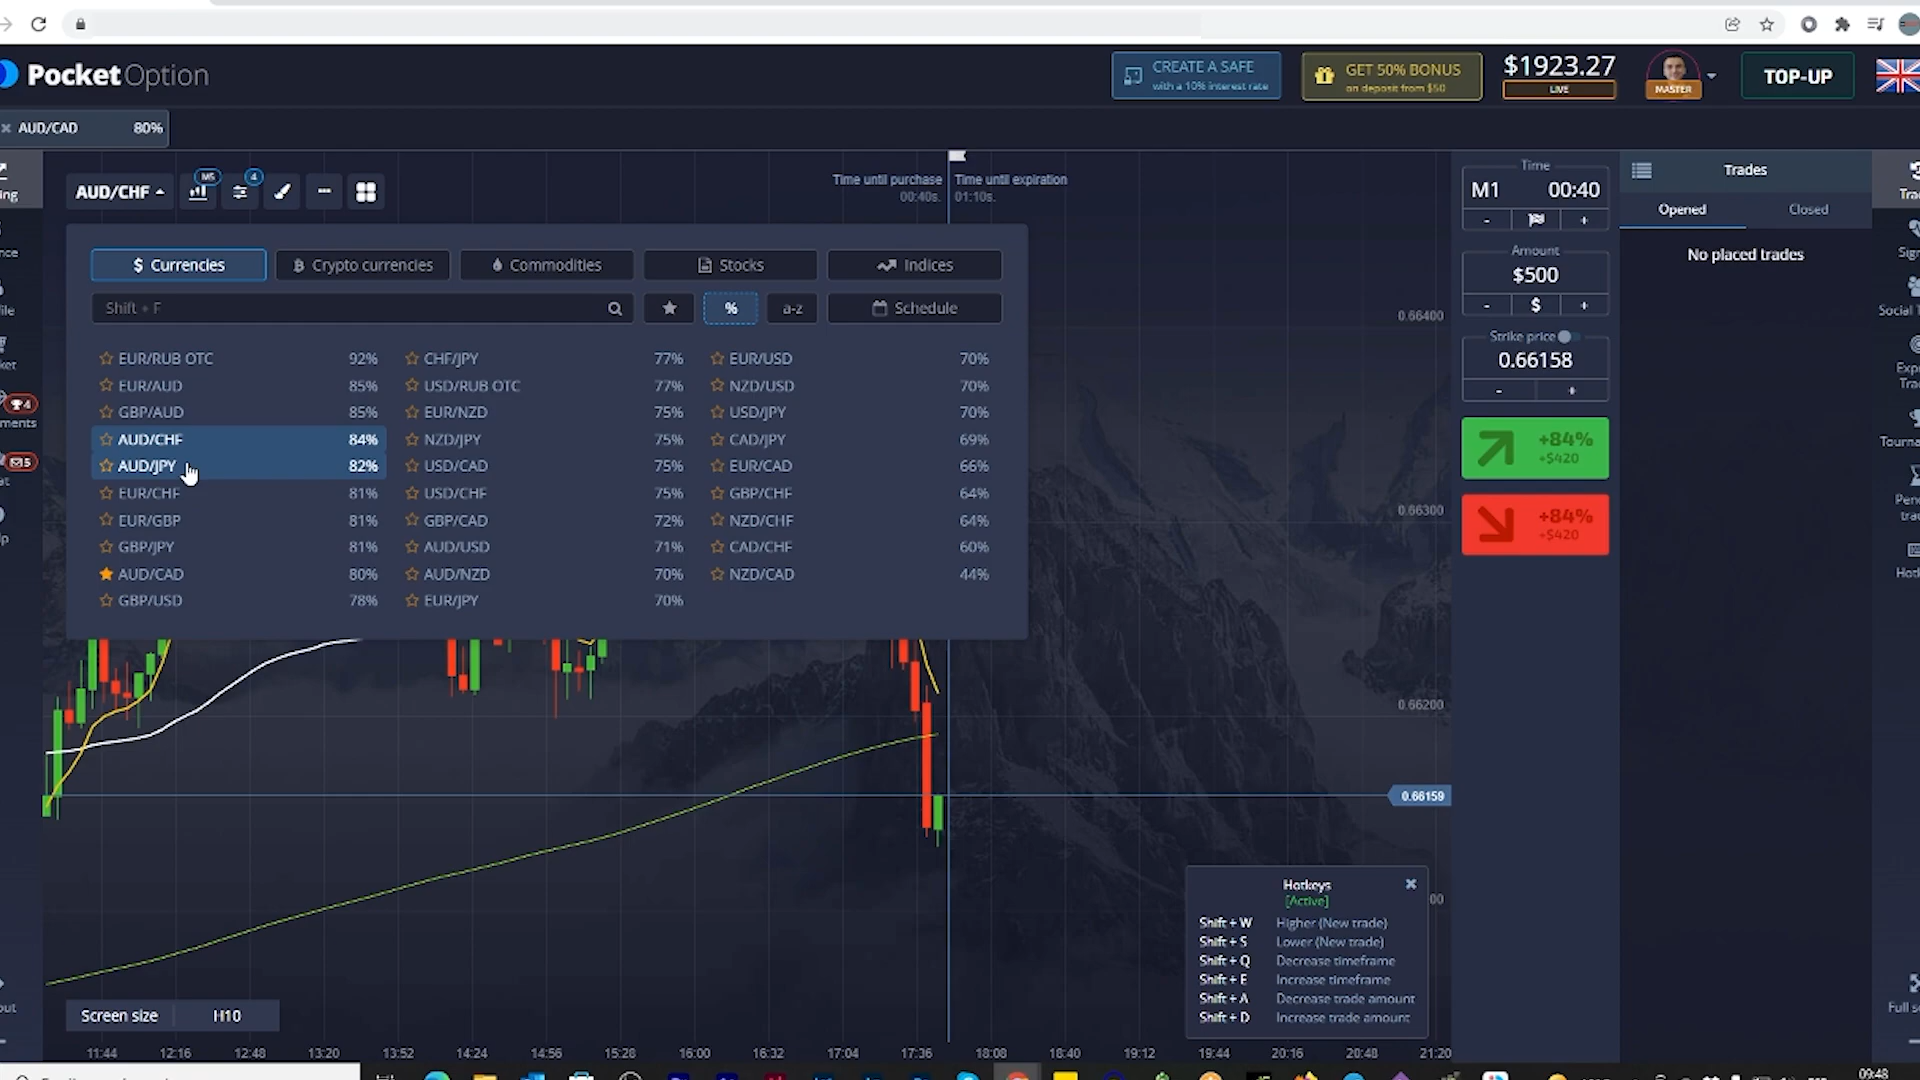 PocketOption
CREATE A SAFE
with a 10% interest rate
GET 50% BONUS
on deposit from $50
$1923.27
LIVE
MASTER
TOP-UP
AUD/CAD 80%
AUD/CHF
M5
4
Time until purchase
00:40s.
Time until expiration
01:10s.
$ Currencies
Crypto currencies
Commodities
Stocks
Indices
Shift + F
%
a-z
Schedule
EUR/RUB OTC 92%
EUR/AUD 85%
GBP/AUD 85%
AUD/CHF 84%
AUD/JPY 82%
EUR/CHF 81%
EUR/GBP 81%
GBP/JPY 81%
AUD/CAD 80%
GBP/USD 78%
CHF/JPY 77%
USD/RUB OTC 77%
EUR/NZD 75%
NZD/JPY 75%
USD/CAD 75%
USD/CHF 75%
GBP/CAD 72%
AUD/USD 71%
AUD/NZD 70%
EUR/JPY 70%
EUR/USD 70%
NZD/USD 70%
USD/JPY 70%
CAD/JPY 69%
EUR/CAD 66%
GBP/CHF 64%
NZD/CHF 64%
CAD/CHF 60%
NZD/CAD 44%
0.66400
0.66300
0.66200
0.66159
00
Time
M1 00:40
- +
Amount
$500
- $ +
Strike price
0.66158
- +
+84%
+$420
+84%
+$420
Trades
Opened
Closed
No placed trades
4
5
Social
Hotkeys
[Active]
Shift + W Higher (New trade)
Shift + S Lower (New trade)
Shift + Q Decrease timeframe
Shift + E Increase timeframe
Shift + A Decrease trade amount
Shift + D Increase trade amount
Screen size H10
11:44 12:16 12:48 13:20 13:52 14:24 14:56 15:28 16:00 16:32 17:04 17:36 18:08 18:40 19:12 19:44 20:16 20:48 21:20
09:48